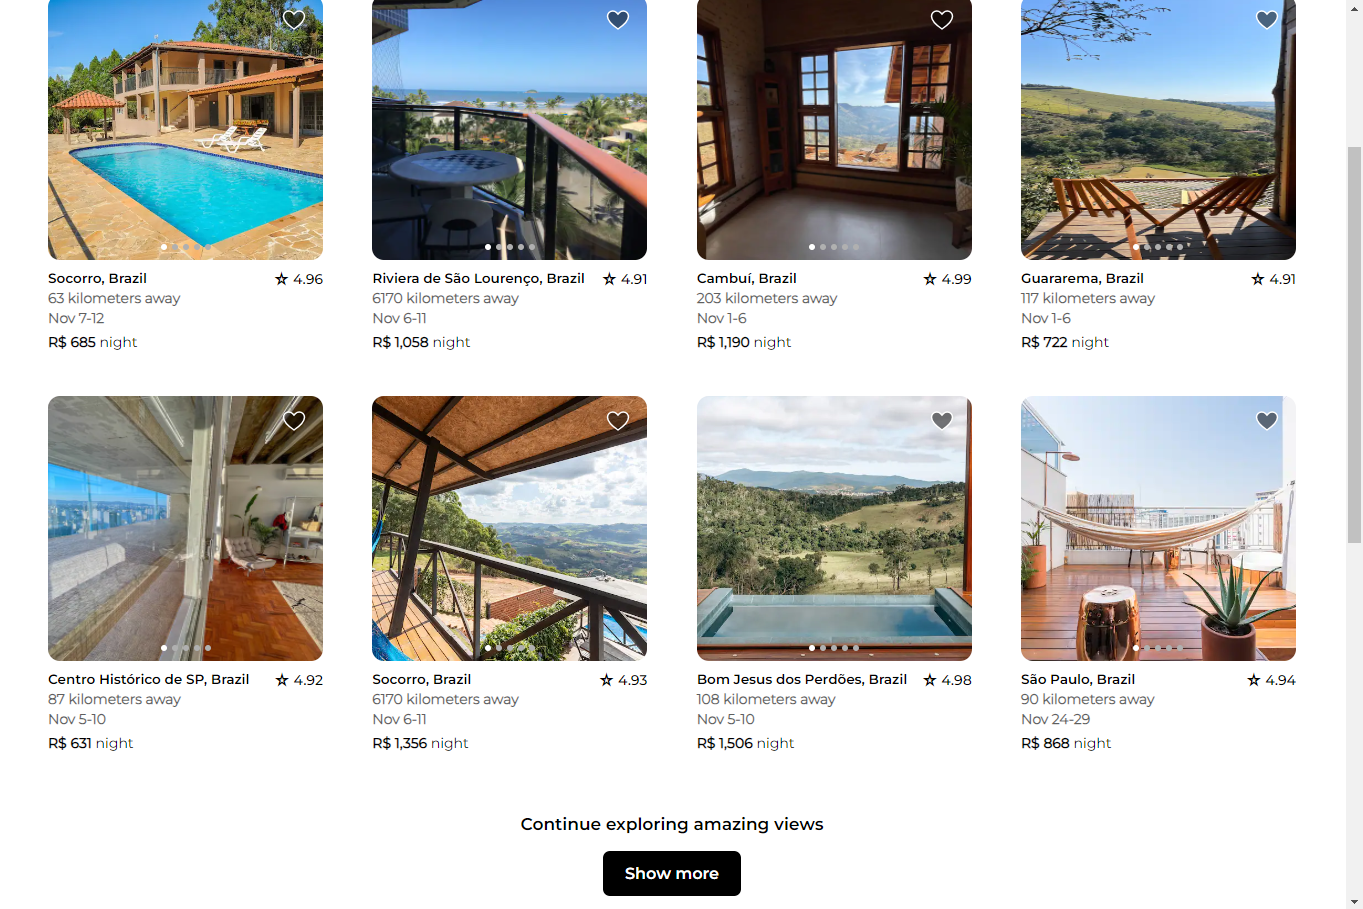 Socorro, Brazil 4.96
63 kilometers away
Nov 7-12
R$ 685 night
Riviera de São Lourenço, Brazil 4.91
6170 kilometers away
Nov 6-11
R$ 1,058 night
Cambuí, Brazil 4.99
203 kilometers away
Nov 1-6
R$ 1,190 night
Guararema, Brazil 4.91
117 kilometers away
Nov 1-6
R$ 722 night
Centro Histórico de SP, Brazil 4.92
87 kilometers away
Nov 5-10
R$ 631 night
Socorro, Brazil 4.93
6170 kilometers away
Nov 6-11
R$ 1,356 night
Bom Jesus dos Perdões, Brazil 4.98
108 kilometers away
Nov 5-10
R$ 1,506 night
São Paulo, Brazil 4.94
90 kilometers away
Nov 24-29
R$ 868 night
Continue exploring amazing views
Show more